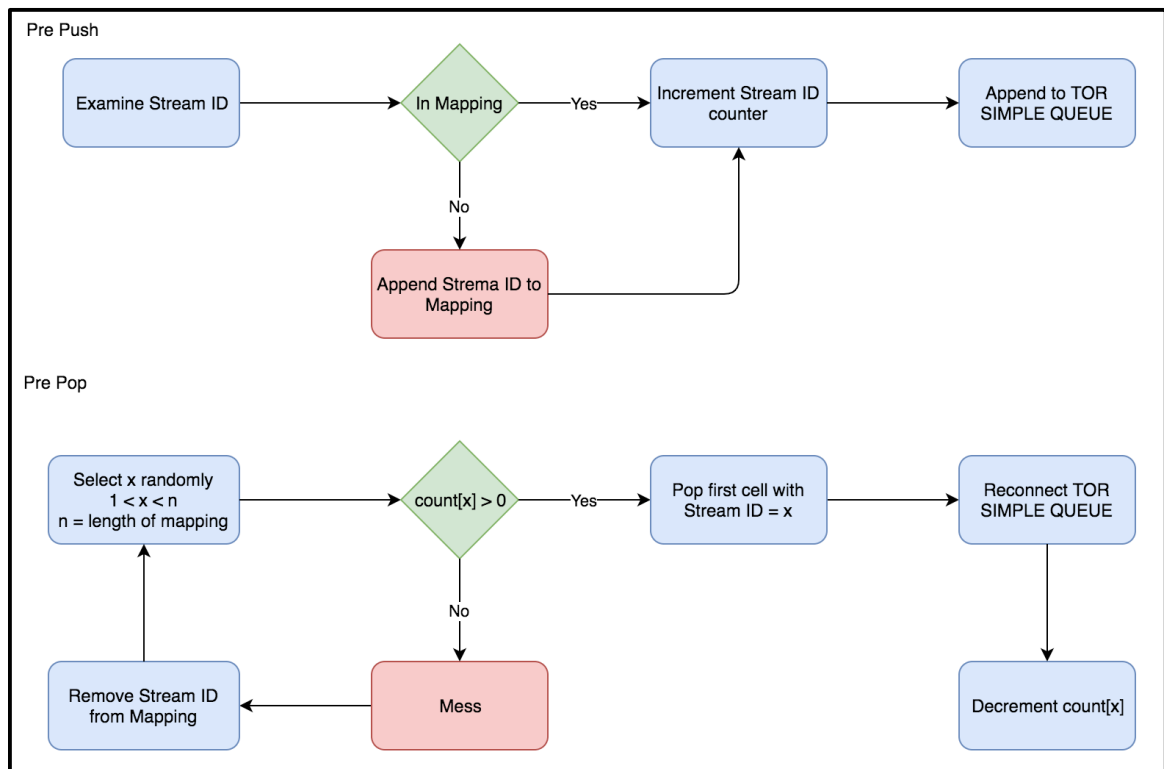 Pre Push
Examine Stream ID
In Mapping
Yes
Increment Stream ID
counter
Append to TOR
SIMPLE QUEUE
No
Append Strema ID to
Mapping
Pre Pop
Select x randomly
1 < x < n
n = length of mapping
count[x] > 0
Yes
Pop first cell with
Stream ID = x
Reconnect TOR
SIMPLE QUEUE
No
Remove Stream ID
from Mapping
Mess
Decrement count[x]